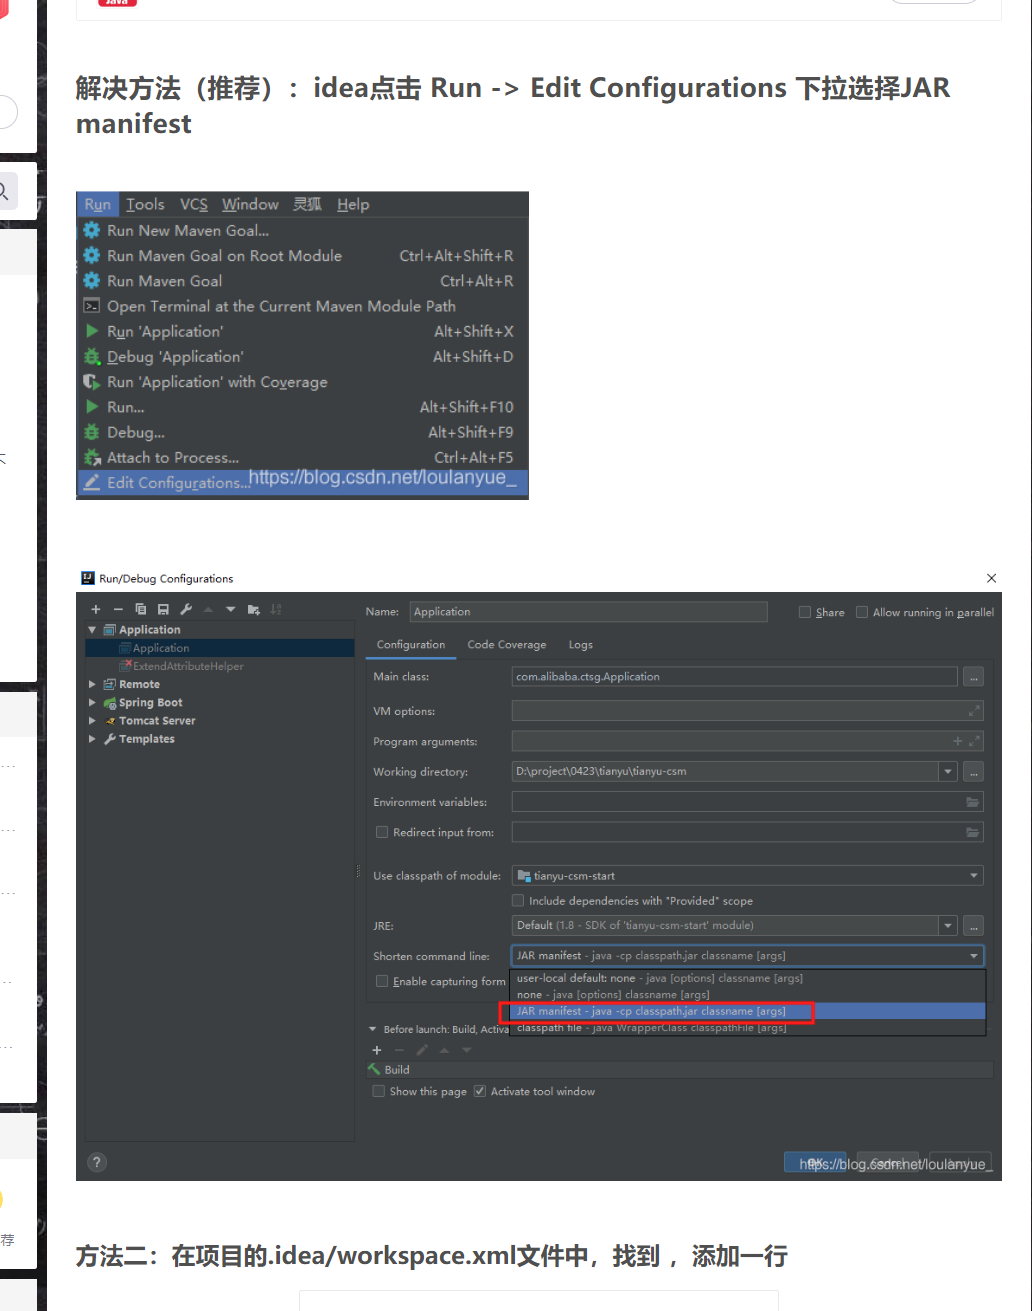 Java
解决方法（推荐）：idea点击 Run -> Edit Configurations 下拉选择JAR
manifest
Run Tools VCS Window 灵狐 Help
Run New Maven Goal...
Run Maven Goal on Root Module Ctrl+Alt+Shift+R
Run Maven Goal Ctrl+Alt+R
Open Terminal at the Current Maven Module Path
Run 'Application' Alt+Shift+X
Debug 'Application' Alt+Shift+D
Run 'Application' with Coverage
Run... Alt+Shift+F10
Debug... Alt+Shift+F9
Attach to Process... Ctrl+Alt+F5
Edit Configurations... https://blog.csdn.net/loulanyue_
Run/Debug Configurations
Name: Application Share Allow running in parallel
Application
Application
ExtendAttributeHelper
Remote
Spring Boot
Tomcat Server
Templates
Configuration Code Coverage Logs
Main class: com.alibaba.ctsg.Application ...
VM options:
Program arguments:
Working directory: D:\project\0423\tianyu\tianyu-csm ...
Environment variables:
Redirect input from:
Use classpath of module: tianyu-csm-start
Include dependencies with "Provided" scope
JRE: Default (1.8 - SDK of 'tianyu-csm-start' module) ...
Shorten command line: JAR manifest - java -cp classpath.jar classname [args]
Enable capturing form
user-local default: none - java [options] classname [args]
none - java [options] classname [args]
JAR manifest - java -cp classpath.jar classname [args]
classpath file - java WrapperClass classpathFile [args]
Before launch: Build, Activa
Build
Show this page Activate tool window
?
OK Cancel
https://blog.csdn.net/loulanyue_
荐
方法二：在项目的.idea/workspace.xml文件中，找到 ，添加一行